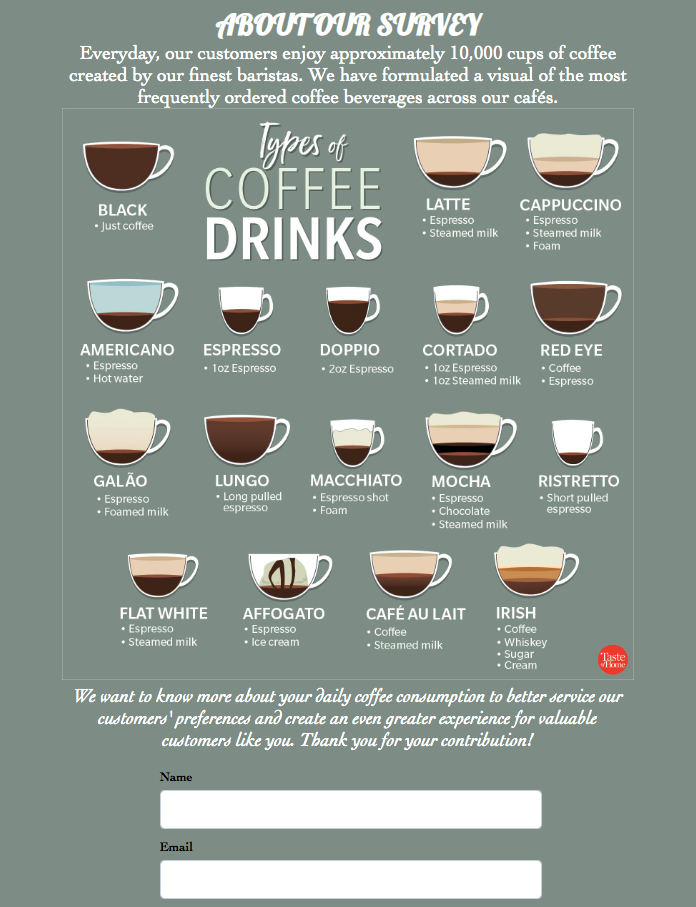 ABOUT OUR SURVEY
Everyday, our customers enjoy approximately 10,000 cups of coffee
created by our finest baristas. We have formulated a visual of the most
frequently ordered coffee beverages across our cafés.
Types of
COFFEE
DRINKS
BLACK
• Just coffee
LATTE
• Espresso
• Steamed milk
CAPPUCCINO
• Espresso
• Steamed milk
• Foam
AMERICANO
• Espresso
• Hot water
ESPRESSO
• 1oz Espresso
DOPPIO
• 2oz Espresso
CORTADO
• 1oz Espresso
• 1oz Steamed milk
RED EYE
• Coffee
• Espresso
GALÃO
• Espresso
• Foamed milk
LUNGO
• Long pulled
espresso
MACCHIATO
• Espresso shot
• Foam
MOCHA
• Espresso
• Chocolate
• Steamed milk
RISTRETTO
• Short pulled
espresso
FLAT WHITE
• Espresso
• Steamed milk
AFFOGATO
• Espresso
• Ice cream
CAFÉ AU LAIT
• Coffee
• Steamed milk
IRISH
• Coffee
• Whiskey
• Sugar
• Cream
Taste
of Home
We want to know more about your daily coffee consumption to better service our
customers' preferences and create an even greater experience for valuable
customers like you. Thank you for your contribution!
Name
Email